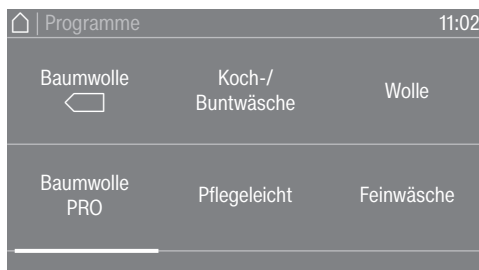 Programme 11:02
Baumwolle
Koch-/
Buntwäsche
Wolle
Baumwolle
PRO
Pflegeleicht
Feinwäsche